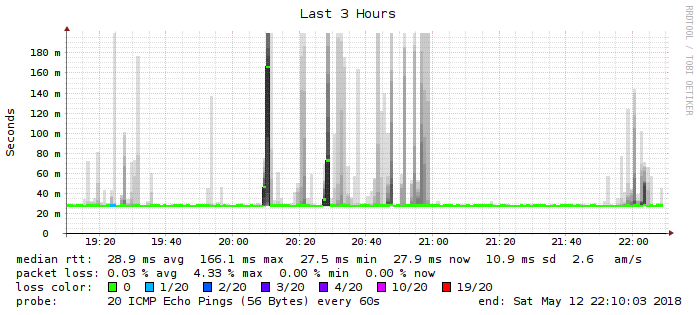 Last 3 Hours
RRDTOOL / TOBI OETIKER
Seconds
180 m
160 m
140 m
120 m
100 m
80 m
60 m
40 m
20 m
0
19:20 19:40 20:00 20:20 20:40 21:00 21:20 21:40 22:00
median rtt: 28.9 ms avg 166.1 ms max 27.5 ms min 27.9 ms now 10.9 ms sd 2.6 am/s
packet loss: 0.03 % avg 4.33 % max 0.00 % min 0.00 % now
loss color: 0 1/20 2/20 3/20 4/20 10/20 19/20
probe: 20 ICMP Echo Pings (56 Bytes) every 60s end: Sat May 12 22:10:03 2018